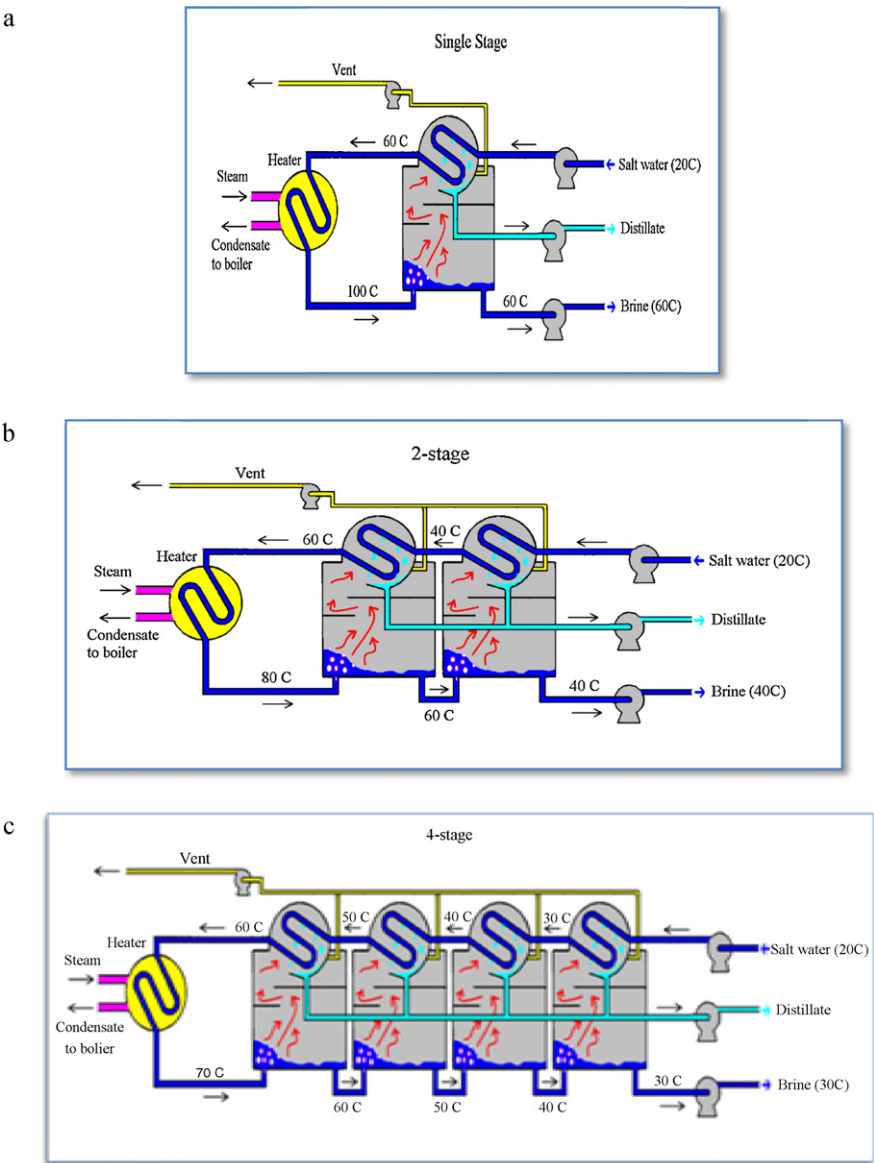 a
Single Stage
Vent
60 C
Heater
Salt water (20C)
Steam
Distillate
Condensate
to boiler
100 C
60 C
Brine (60C)
b
2-stage
Vent
60 C
40 C
Heater
Salt water (20C)
Steam
Distillate
Condensate
to boiler
80 C
60 C
40 C
Brine (40C)
c
4-stage
Vent
60 C
50 C
40 C
30 C
Heater
Salt water (20C)
Steam
Distillate
Condensate
to bolier
70 C
60 C
50 C
40 C
30 C
Brine (30C)